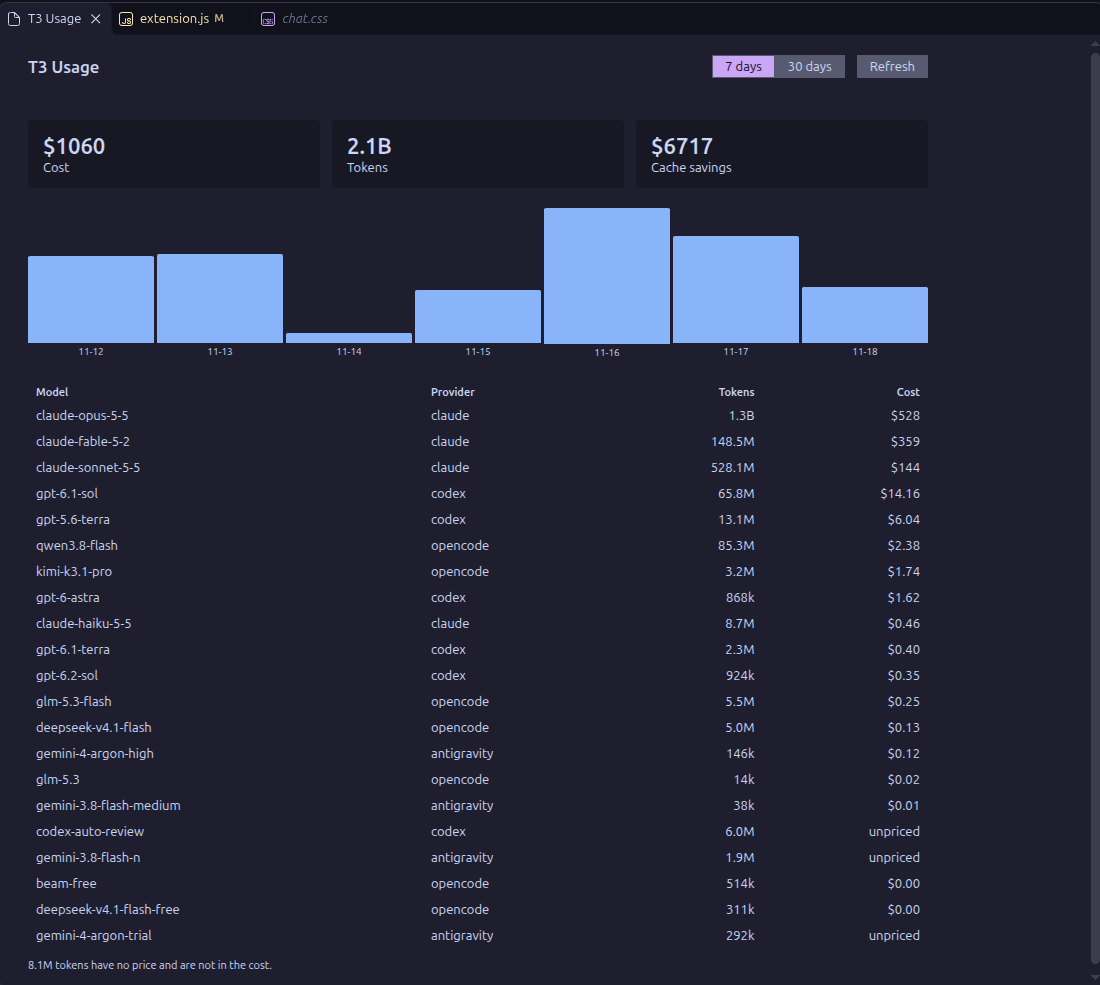 T3 Usage
extension.js M
chat.css
T3 Usage
7 days 30 days Refresh
$1060 2.1B $6717
Cost Tokens Cache savings
11-12 11-13 11-14 11-15 11-16 11-17 11-18
Model Provider Tokens Cost
claude-opus-5-5 claude 1.3B $528
claude-fable-5-2 claude 148.5M $359
claude-sonnet-5-5 claude 528.1M $144
gpt-6.1-sol codex 65.8M $14.16
gpt-5.6-terra codex 13.1M $6.04
qwen3.8-flash opencode 85.3M $2.38
kimi-k3.1-pro opencode 3.2M $1.74
gpt-6-astra codex 868k $1.62
claude-haiku-5-5 claude 8.7M $0.46
gpt-6.1-terra codex 2.3M $0.40
gpt-6.2-sol codex 924k $0.35
glm-5.3-flash opencode 5.5M $0.25
deepseek-v4.1-flash opencode 5.0M $0.13
gemini-4-argon-high antigravity 146k $0.12
glm-5.3 opencode 14k $0.02
gemini-3.8-flash-medium antigravity 38k $0.01
codex-auto-review codex 6.0M unpriced
gemini-3.8-flash-n antigravity 1.9M unpriced
beam-free opencode 514k $0.00
deepseek-v4.1-flash-free opencode 311k $0.00
gemini-4-argon-trial antigravity 292k unpriced
8.1M tokens have no price and are not in the cost.